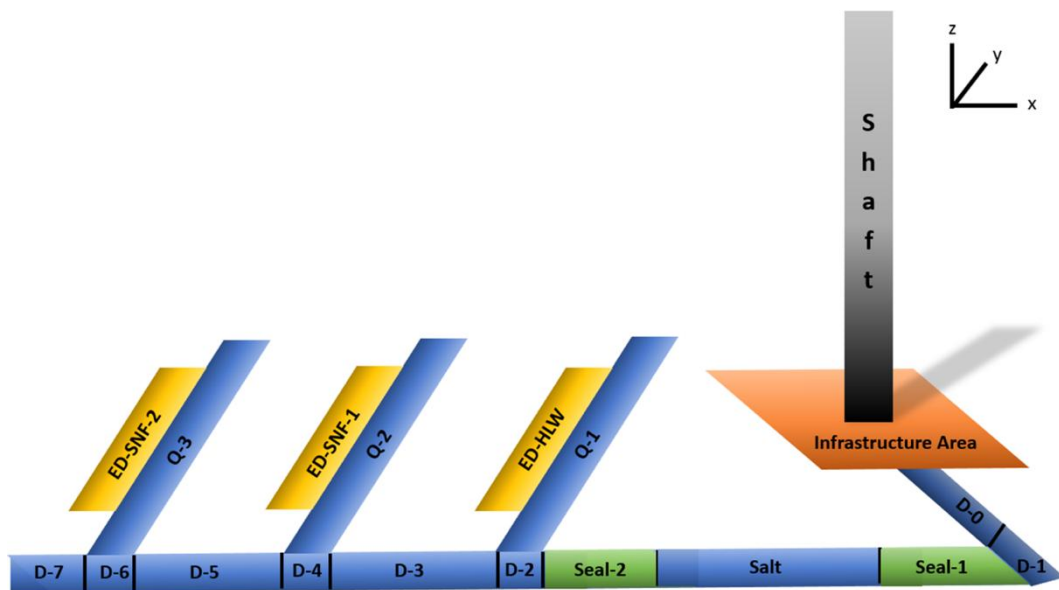 z
y
x
Shaft
ED-SNF-2
Q-3
ED-SNF-1
Q-2
ED-HLW
Q-1
Infrastructure Area
D-0
D-7
D-6
D-5
D-4
D-3
D-2
Seal-2
Salt
Seal-1
D-1